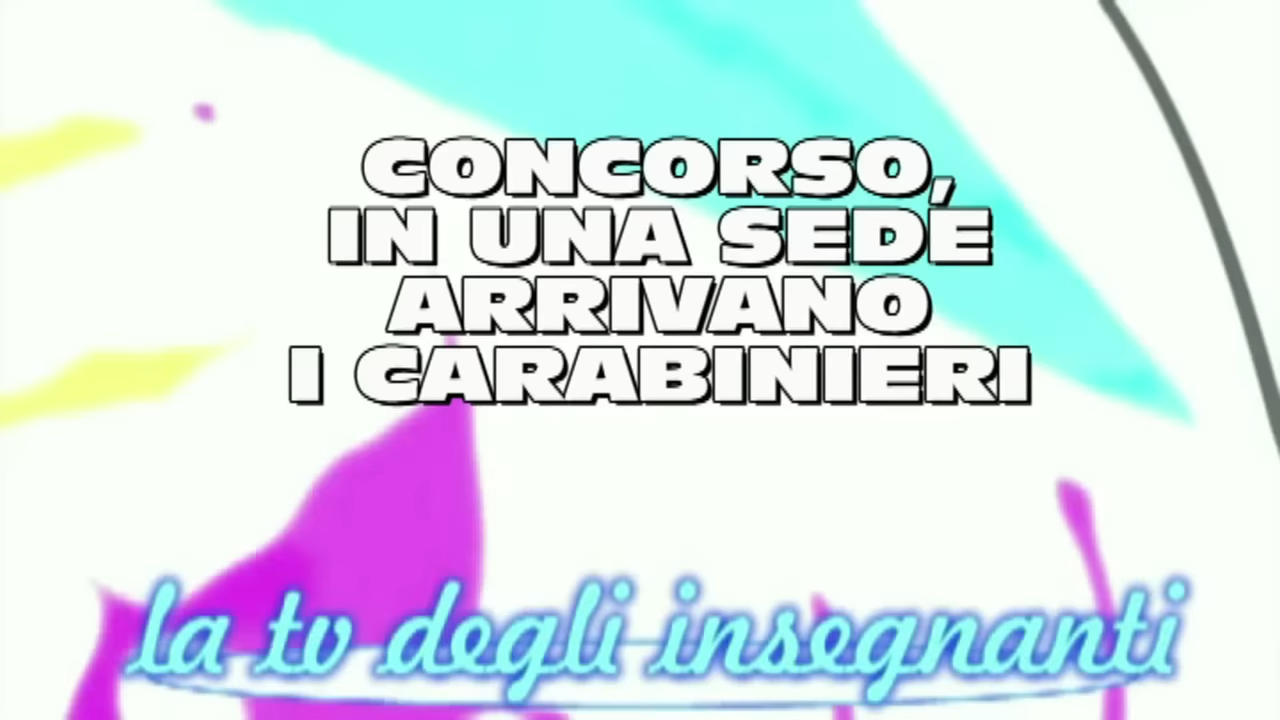 CONCORSO,
IN UNA SEDE
ARRIVANO
I CARABINIERI
la tv degli insegnanti